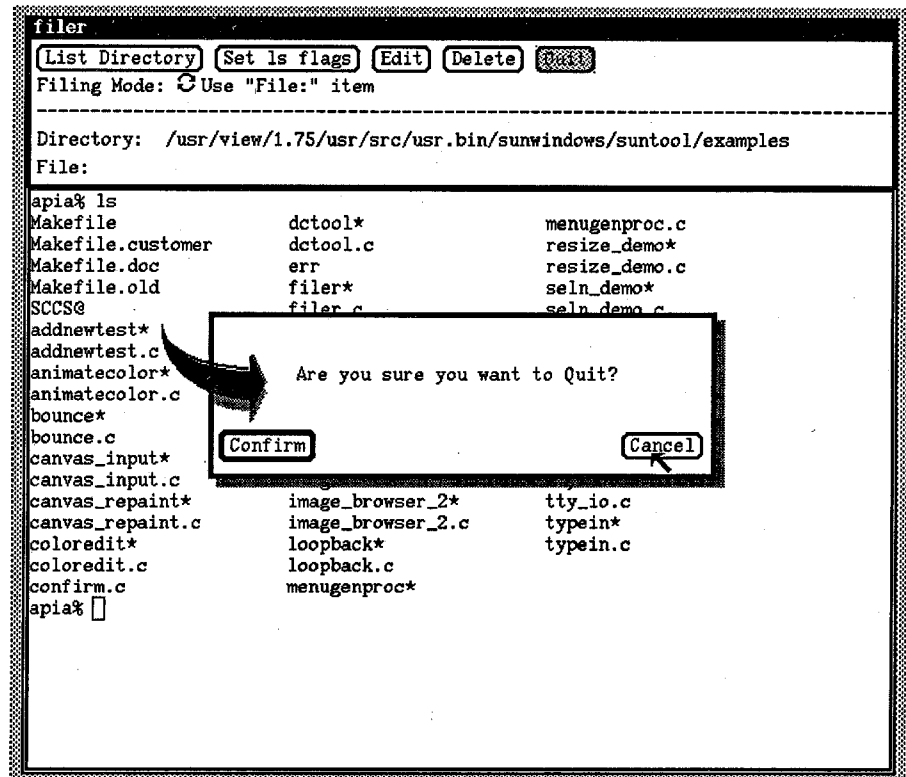 filer
List Directory Set ls flags Edit Delete Quit
Filing Mode: Use "File:" item
Directory: /usr/view/1.75/usr/src/usr.bin/sunwindows/suntool/examples
File:
apia% ls
Makefile dctool* menugenproc.c
Makefile.customer dctool.c resize_demo*
Makefile.doc err resize_demo.c
Makefile.old filer* seln_demo*
SCCS@ filer.c seln_demo.c
addnewtest*
addnewtest.c
animatecolor* Are you sure you want to Quit?
animatecolor.c
bounce*
bounce.c Confirm Cancel
canvas_input*
canvas_input.c
canvas_repaint* image_browser_2* tty_io.c
canvas_repaint.c image_browser_2.c typein*
coloredit* loopback* typein.c
coloredit.c loopback.c
confirm.c menugenproc*
apia%